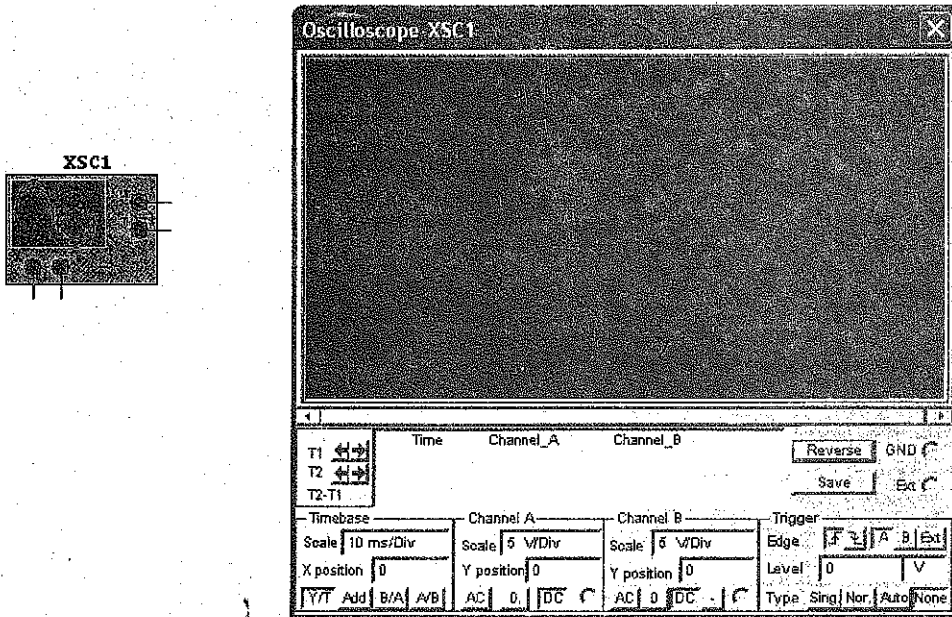 Oscilloscope-XSC1
XSC1
Time Channel_A Channel_B
T1
T2
T2-T1
Reverse GND
Save Ext
Timebase
Scale 10 ms/Div
X position 0
Y/T Add B/A A/B
Channel A
Scale 5 V/Div
Y position 0
AC 0 DC
Channel B
Scale 5 V/Div
Y position 0
AC 0 DC -
Trigger
Edge A B Ext
Level 0 V
Type Sing. Nor. Auto None